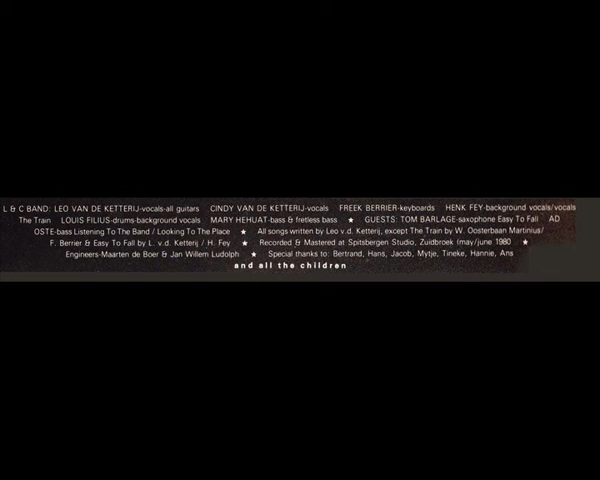 L & C BAND: LEO VAN DE KETTERIJ-vocals-all guitars CINDY VAN DE KETTERIJ-vocals FREEK BERRIER-keyboards HENK FEY-background vocals/vocals
The Train LOUIS FILIUS-drums-background vocals MARY HEHUAT-bass & fretless bass ★ GUESTS: TOM BARLAGE-saxophone Easy To Fall AD
OSTE-bass Listening To The Band / Looking To The Place ★ All songs written by Leo v.d. Ketterij, except The Train by W. Oosterbaan Martinius/
F. Berrier & Easy To Fall by L. v.d. Ketterij / H. Fey ★ Recorded & Mastered at Spitsbergen Studio, Zuidbroek (may/june 1980 ★
Engineers-Maarten de Boer & Jan Willem Ludolph ★ Special thanks to: Bertrand, Hans, Jacob, Mytje, Tineke, Hannie, Ans
and all the children